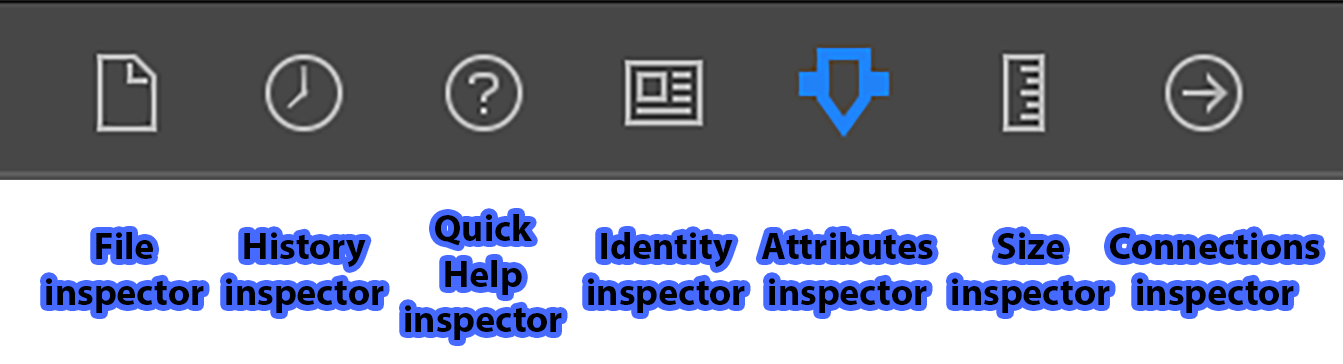 File
inspector
History
inspector
Quick
Help
inspector
Identity
inspector
Attributes
inspector
Size
inspector
Connections
inspector